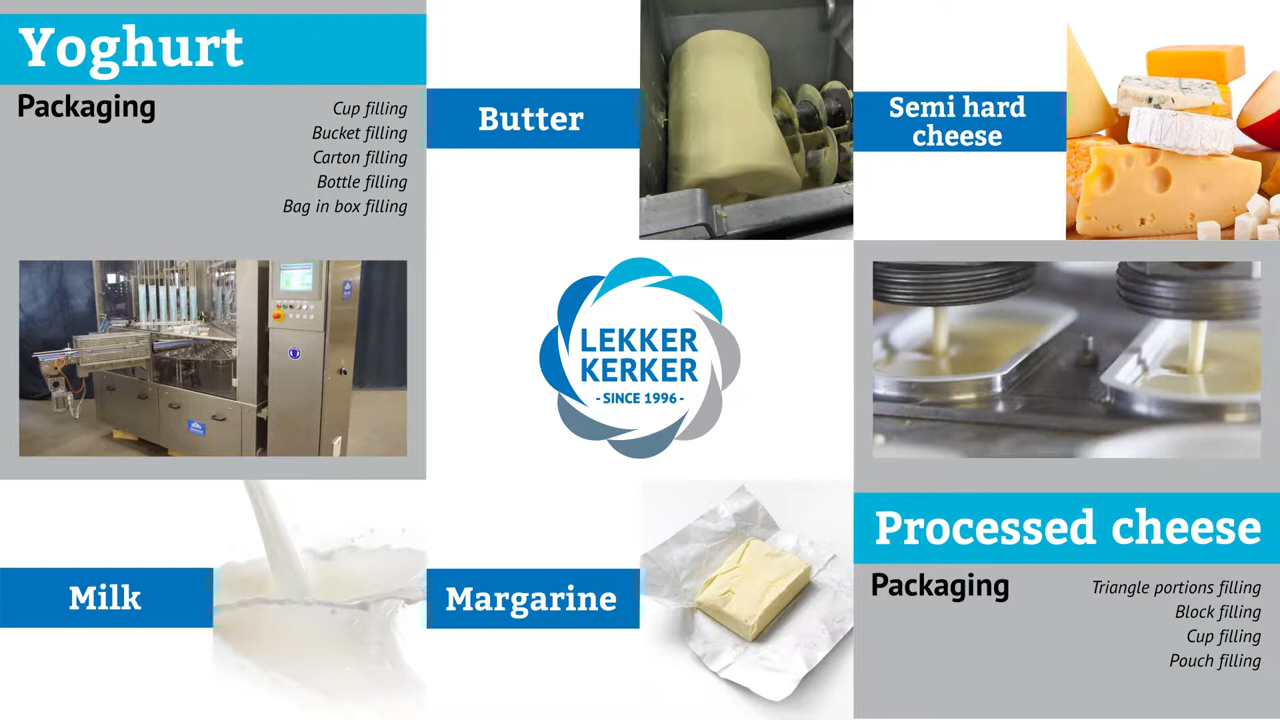 Yoghurt
Packaging
Cup filling
Bucket filling
Carton filling
Bottle filling
Bag in box filling
Butter
Semi hard
cheese
LEKKER
KERKER
- SINCE 1996 -
Milk
Margarine
Processed cheese
Packaging
Triangle portions filling
Block filling
Cup filling
Pouch filling